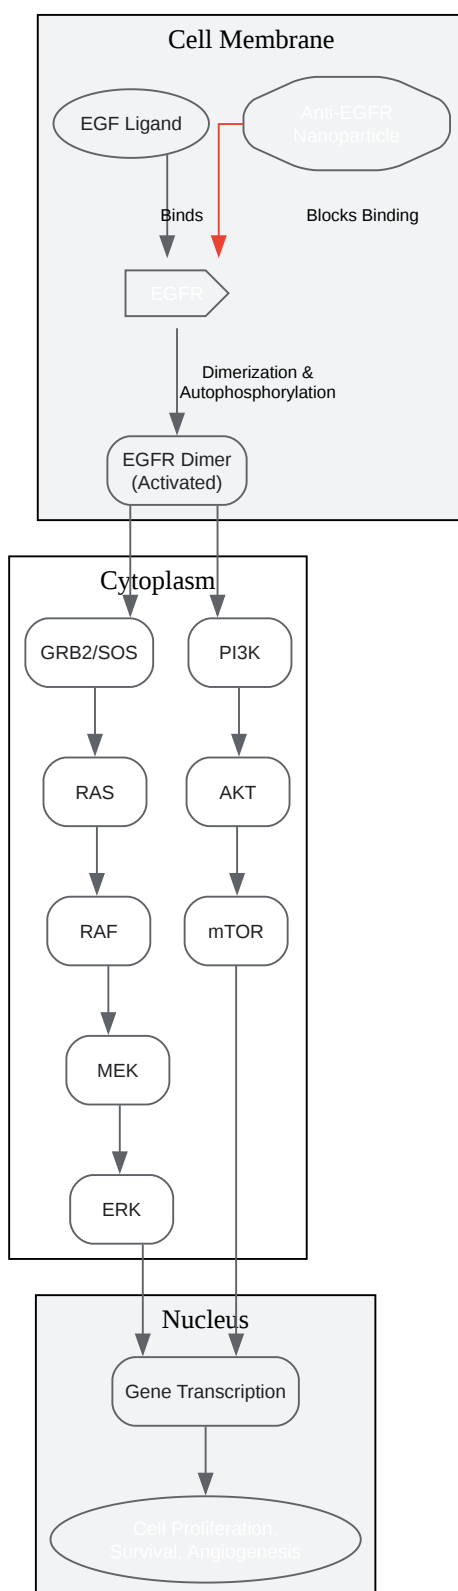 Cell Membrane
EGF Ligand
Anti-EGFR
Nanoparticle
Binds
Blocks Binding
EGFR
Dimerization &
Autophosphorylation
EGFR Dimer
(Activated)
Cytoplasm
GRB2/SOS
PI3K
RAS
AKT
RAF
mTOR
MEK
ERK
Nucleus
Gene Transcription
Cell Proliferation,
Survival, Angiogenesis